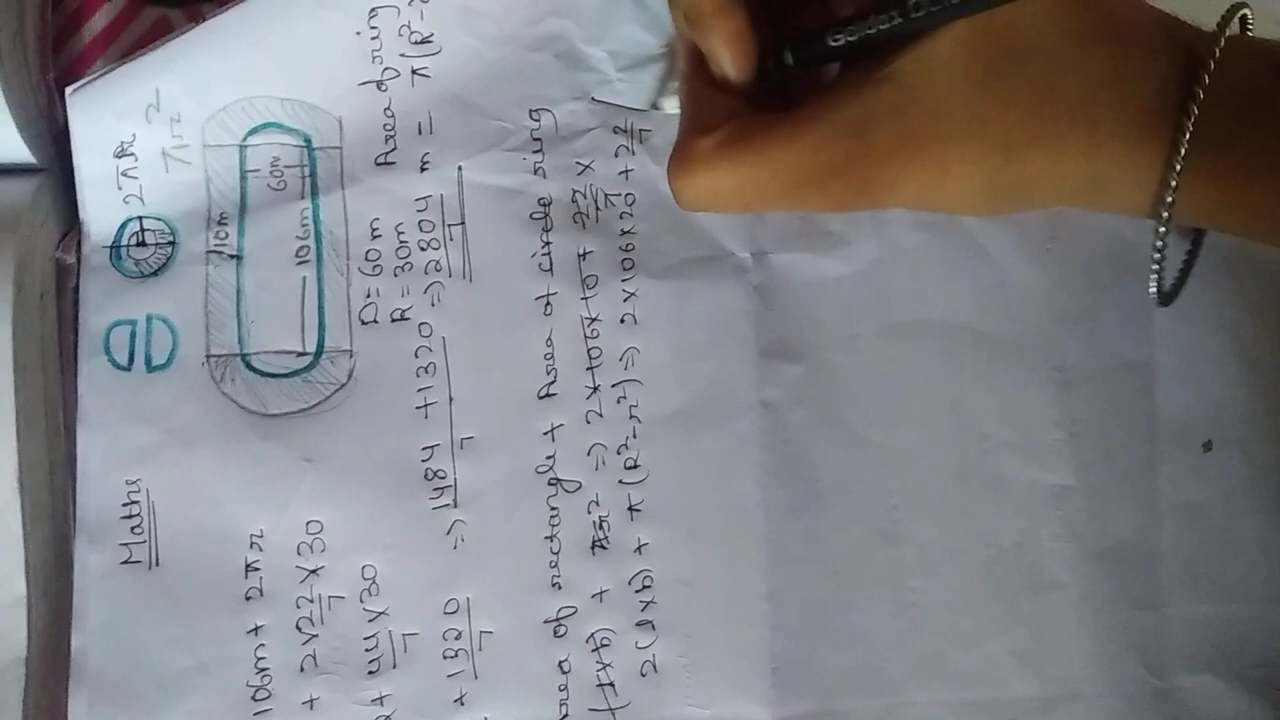 Maths
2πr
πr²
10m
60m
106m
106m + 2πr
+ 2x22/7 x 30
D = 60m
R = 30m
+ 44/7 x 30
Area of ring
= π(R²-
+ 1320/7 => 1484 + 1320/7 => 2804/7 m
area of rectangle + Area of circle ring
(l x b) + πr² => 2 x 106 x 10 + 22/7 x
2(l x b) + π(R²-r²) => 2 x 106 x 20 + 22/7 (
Goldex